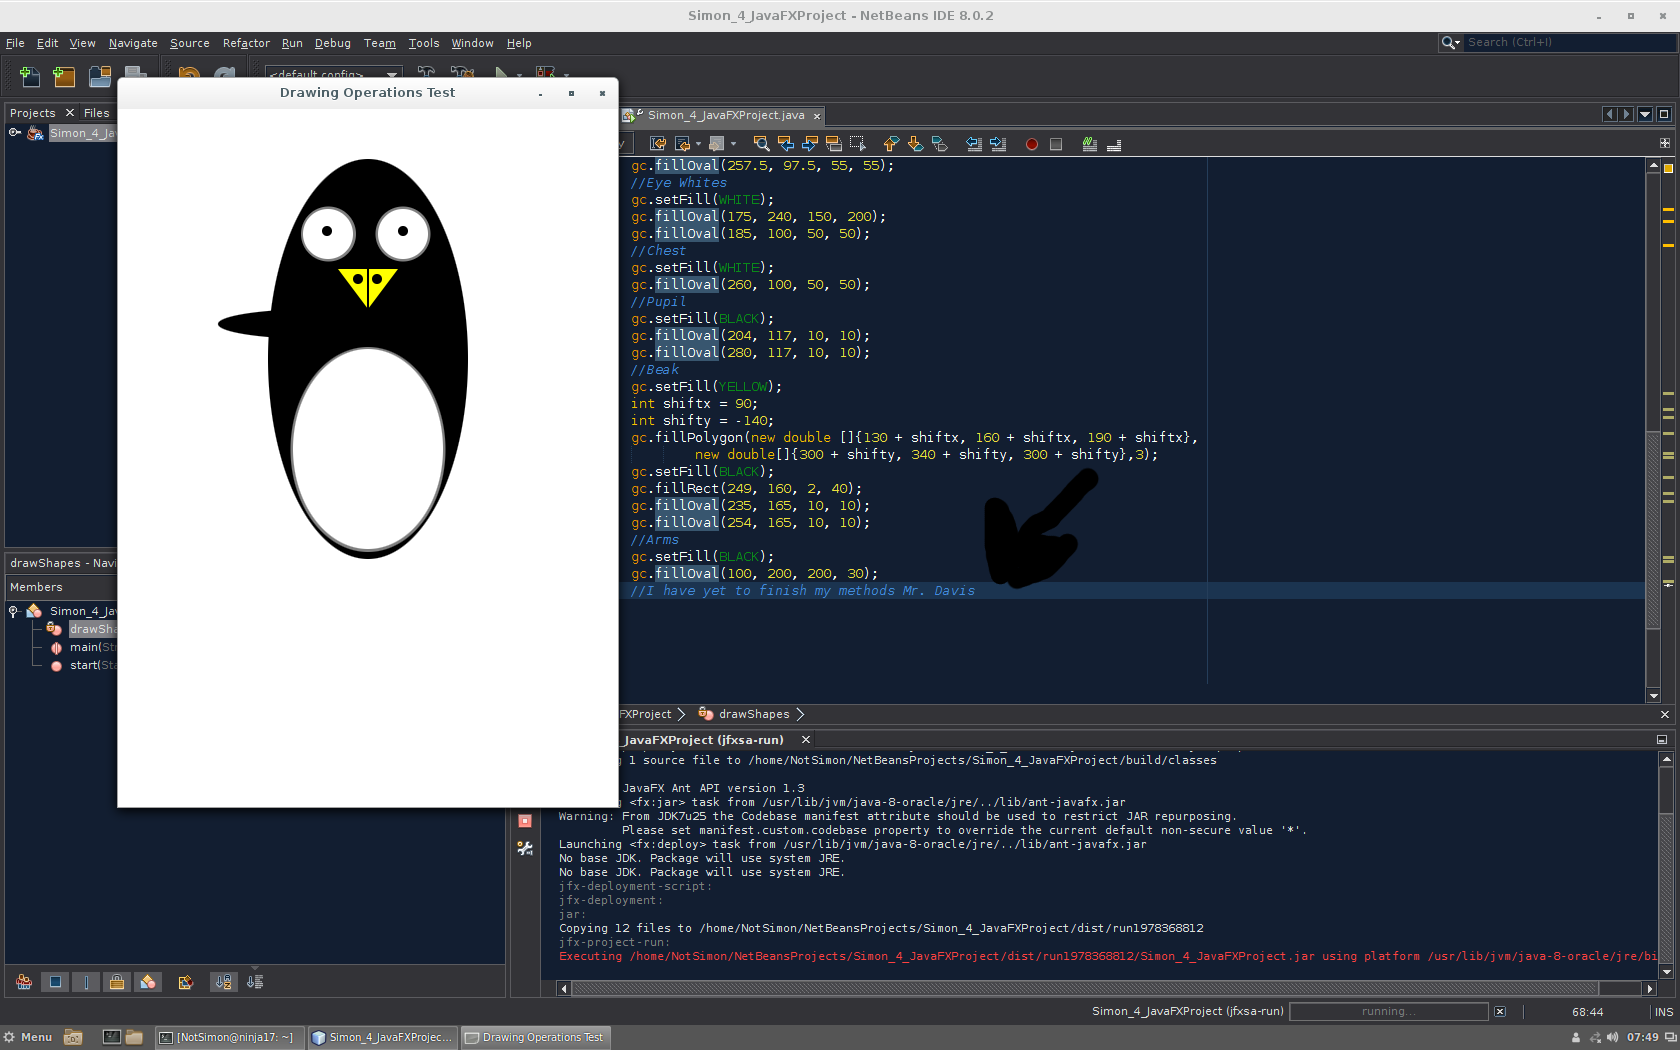 Simon_4_JavaFXProject - NetBeans IDE 8.0.2
File Edit View Navigate Source Refactor Run Debug Team Tools Window Help
Search (Ctrl+I)
<default config>
Drawing Operations Test
Projects Files
Simon_4_JavaFXProject.java
Simon_4_Ja
gc.fillOval(257.5, 97.5, 55, 55);
//Eye Whites
gc.setFill(WHITE);
gc.fillOval(175, 240, 150, 200);
gc.fillOval(185, 100, 50, 50);
//Chest
gc.setFill(WHITE);
gc.fillOval(260, 100, 50, 50);
//Pupil
gc.setFill(BLACK);
gc.fillOval(204, 117, 10, 10);
gc.fillOval(280, 117, 10, 10);
//Beak
gc.setFill(YELLOW);
int shiftx = 90;
int shifty = -140;
gc.fillPolygon(new double []{130 + shiftx, 160 + shiftx, 190 + shiftx},
new double[]{300 + shifty, 340 + shifty, 300 + shifty},3);
gc.setFill(BLACK);
gc.fillRect(249, 160, 2, 40);
gc.fillOval(235, 165, 10, 10);
gc.fillOval(254, 165, 10, 10);
//Arms
gc.setFill(BLACK);
gc.fillOval(100, 200, 200, 30);
//I have yet to finish my methods Mr. Davis
drawShapes - Navi
Members
Simon_4_Ja
drawSha
main(Str
start(Sta
FXProject drawShapes
_JavaFXProject (jfxsa-run)
1 source file to /home/NotSimon/NetBeansProjects/Simon_4_JavaFXProject/build/classes
JavaFX Ant API version 1.3
<fx:jar> task from /usr/lib/jvm/java-8-oracle/jre/../lib/ant-javafx.jar
Warning: From JDK7u25 the Codebase manifest attribute should be used to restrict JAR repurposing.
Please set manifest.custom.codebase property to override the current default non-secure value '*'.
Launching <fx:deploy> task from /usr/lib/jvm/java-8-oracle/jre/../lib/ant-javafx.jar
No base JDK. Package will use system JRE.
No base JDK. Package will use system JRE.
jfx-deployment-script:
jfx-deployment:
jar:
Copying 12 files to /home/NotSimon/NetBeansProjects/Simon_4_JavaFXProject/dist/run1978368812
jfx-project-run:
Executing /home/NotSimon/NetBeansProjects/Simon_4_JavaFXProject/dist/run1978368812/Simon_4_JavaFXProject.jar using platform /usr/lib/jvm/java-8-oracle/jre/bi
Simon_4_JavaFXProject (jfxsa-run) running... 68:44 INS
Menu [NotSimon@ninja17: ~] Simon_4_JavaFXProjec... Drawing Operations Test 07:49